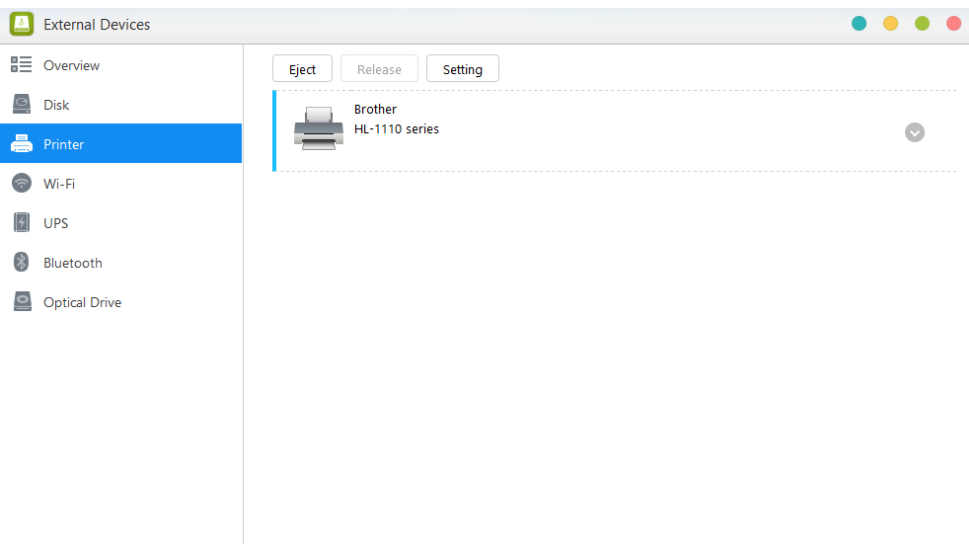 External Devices
Overview
Disk
Printer
Wi-Fi
UPS
Bluetooth
Optical Drive
Eject Release Setting
Brother
HL-1110 series